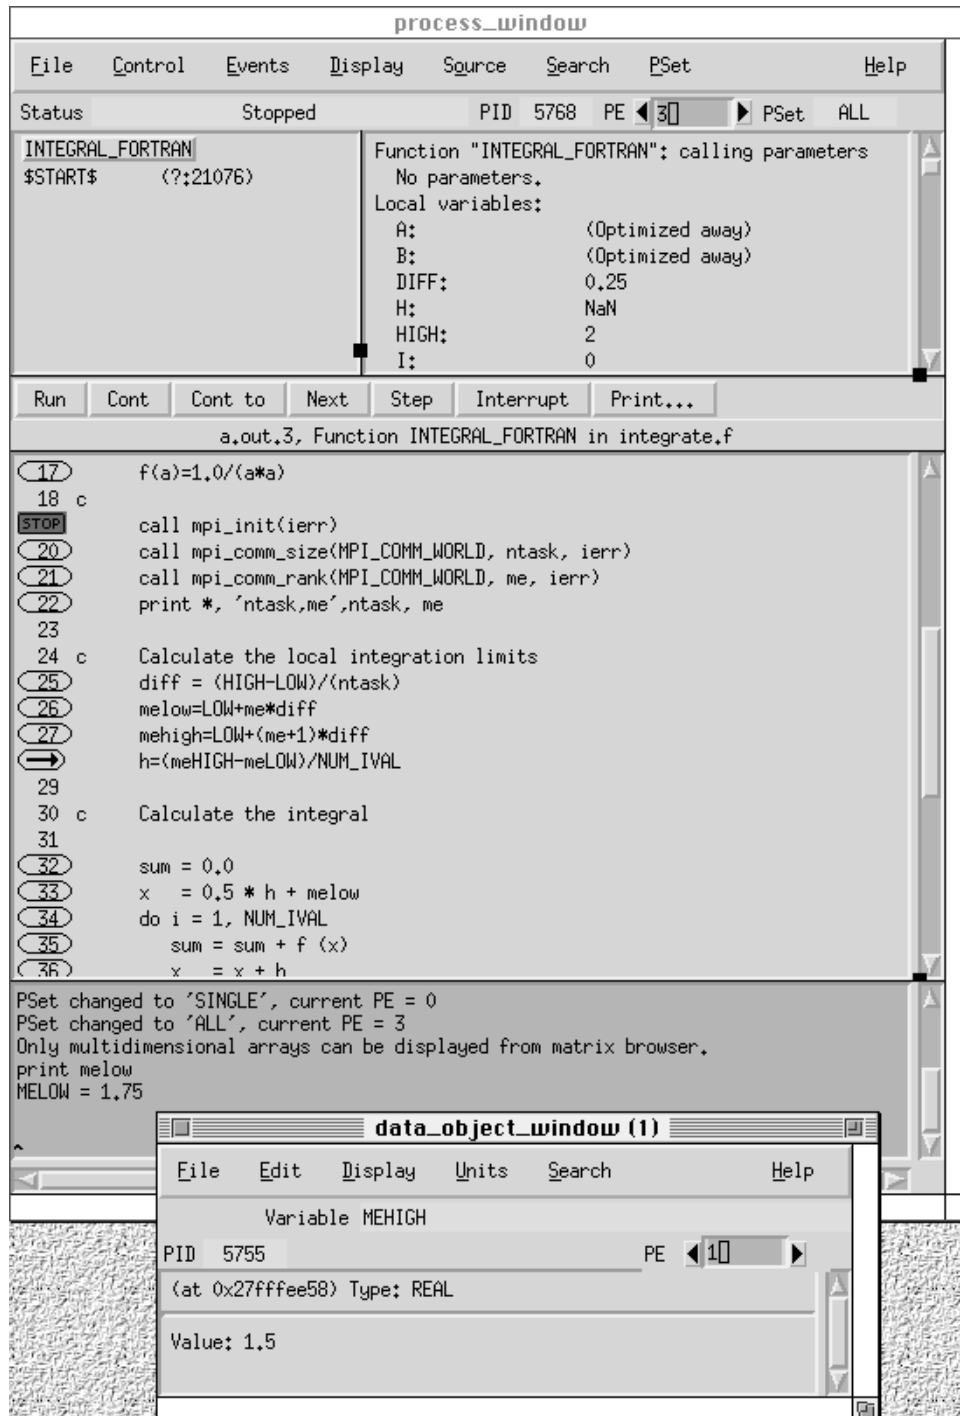 process_window
File Control Events Display Source Search PSet Help
Status Stopped PID 5768 PE 3 PSet ALL
INTEGRAL_FORTRAN
$START$ (?:21076)
Function "INTEGRAL_FORTRAN": calling parameters
No parameters.
Local variables:
A: (Optimized away)
B: (Optimized away)
DIFF: 0.25
H: NaN
HIGH: 2
I: 0
Run Cont Cont to Next Step Interrupt Print...
a.out.3, Function INTEGRAL_FORTRAN in integrate.f
17 f(a)=1.0/(a*a)
18 c
STOP call mpi_init(ierr)
20 call mpi_comm_size(MPI_COMM_WORLD, ntask, ierr)
21 call mpi_comm_rank(MPI_COMM_WORLD, me, ierr)
22 print *, 'ntask,me',ntask, me
23
24 c Calculate the local integration limits
25 diff = (HIGH-LOW)/(ntask)
26 melow=LOW+me*diff
27 mehigh=LOW+(me+1)*diff
h=(meHIGH-meLOW)/NUM_IVAL
29
30 c Calculate the integral
31
32 sum = 0.0
33 x = 0.5 * h + melow
34 do i = 1, NUM_IVAL
35 sum = sum + f (x)
36 x = x + h
PSet changed to 'SINGLE', current PE = 0
PSet changed to 'ALL', current PE = 3
Only multidimensional arrays can be displayed from matrix browser.
print melow
MELOW = 1.75
^
data_object_window (1)
File Edit Display Units Search Help
Variable MEHIGH
PID 5755 PE 1
(at 0x27fffee58) Type: REAL
Value: 1.5